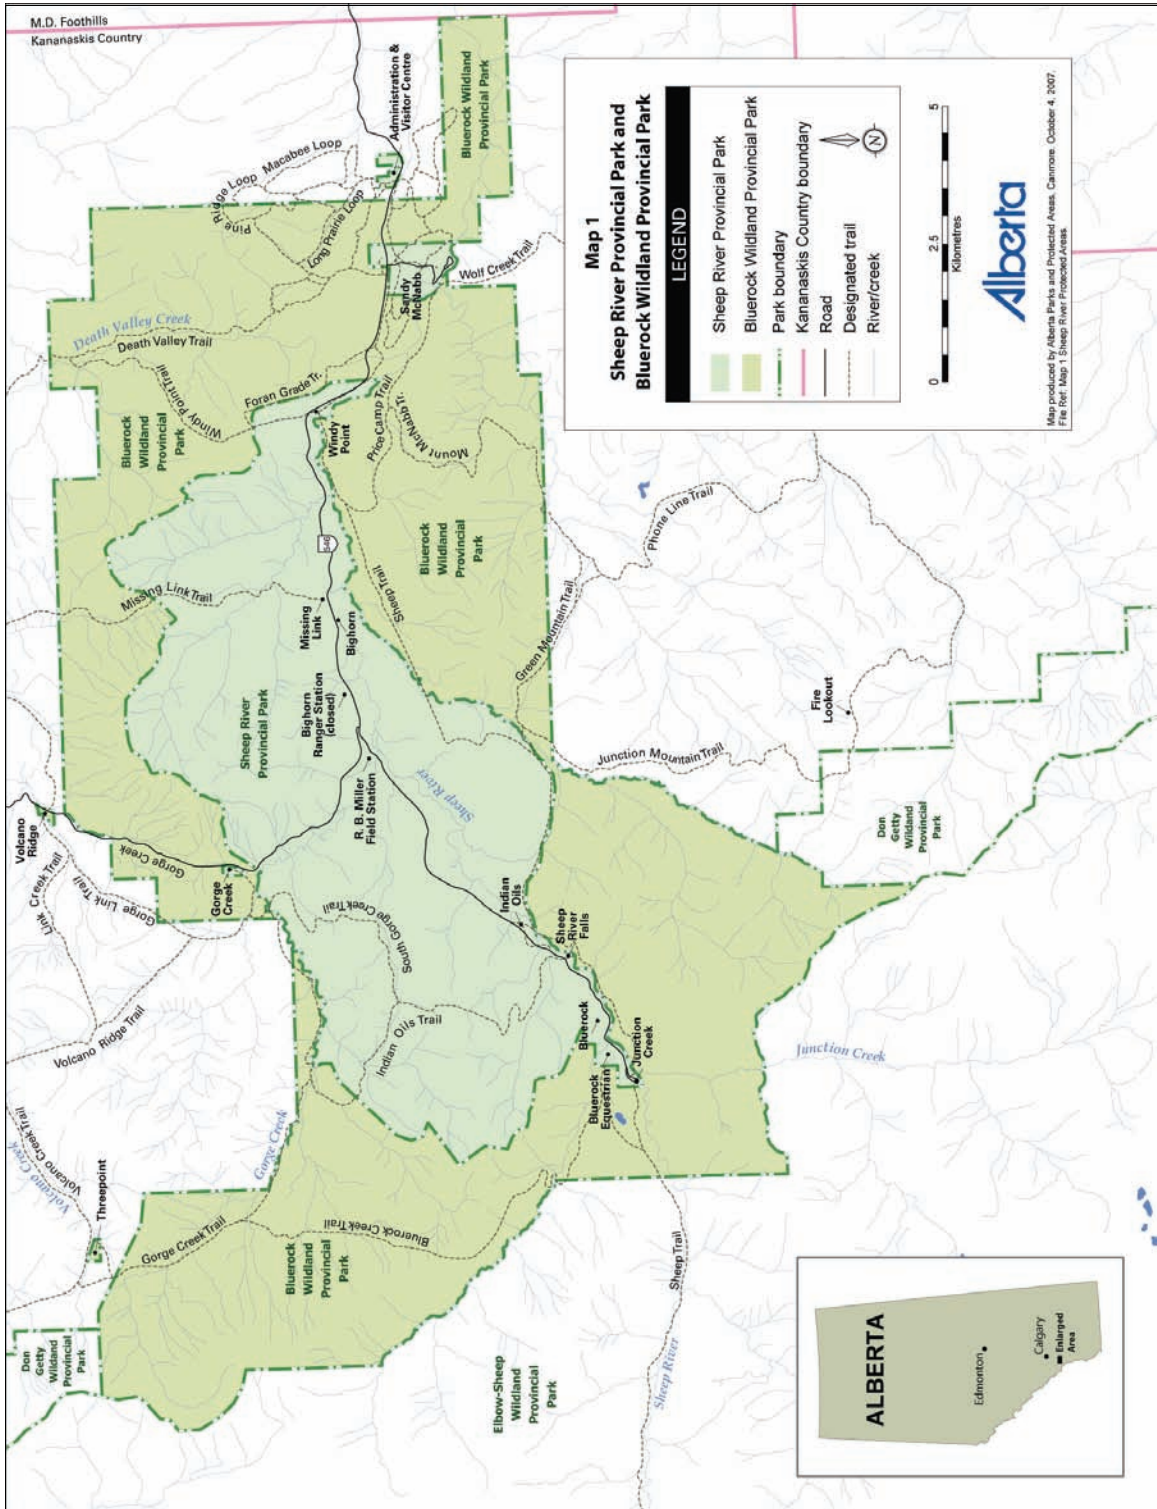 M.D. Foothills
Kananaskis Country
Administration &
Visitor Centre
Bluerock Wildland
Provincial Park
Bluerock Wildland
Provincial Park
Macabee Loop
Pine Ridge Loop
Long Prairie Loop
Sandy
McNabb
Wolf Creek Trail
Death Valley Creek
Death Valley Trail
Windy Point Trail
Foran Grade Tr.
Windy
Point
Price Camp Trail
Mount McNabb Tr.
Bluerock
Wildland
Provincial
Park
Bluerock
Wildland
Provincial
Park
546
Missing Link Trail
Missing
Link
Bighorn
Sheep Trail
Bighorn
Ranger Station
(closed)
Sheep River
Provincial Park
R. B. Miller
Field Station
Sheep River
Green Mountain Trail
Phone Line Trail
Junction Mountain Trail
Fire
Lookout
Don
Getty
Wildland
Provincial
Park
Volcano
Ridge
Link Creek Trail
Gorge Link Trail
Gorge Creek
Gorge
Creek
South Gorge Creek Trail
Indian Oils Trail
Indian
Oils
Sheep
River
Falls
Bluerock
Bluerock
Equestrian
Junction
Creek
Junction Creek
Volcano Ridge Trail
Gorge Creek
Volcano Creek
Volcano Creek Trail
Threepoint
Gorge Creek Trail
Bluerock Creek Trail
Bluerock
Wildland
Provincial
Park
Sheep Trail
Sheep River
Don
Getty
Wildland
Provincial
Park
Elbow-Sheep
Wildland
Provincial
Park
Map 1
Sheep River Provincial Park and
Bluerock Wildland Provincial Park
LEGEND
Sheep River Provincial Park
Bluerock Wildland Provincial Park
Park boundary
Kananaskis Country boundary
Road
Designated trail
River/creek
N
0 2.5 5
Kilometres
Alberta
Map produced by Alberta Parks and Protected Areas, Canmore. October 4, 2007.
File Ref: Map 1 Sheep River Protected Areas.
ALBERTA
Edmonton
Calgary
Enlarged
Area